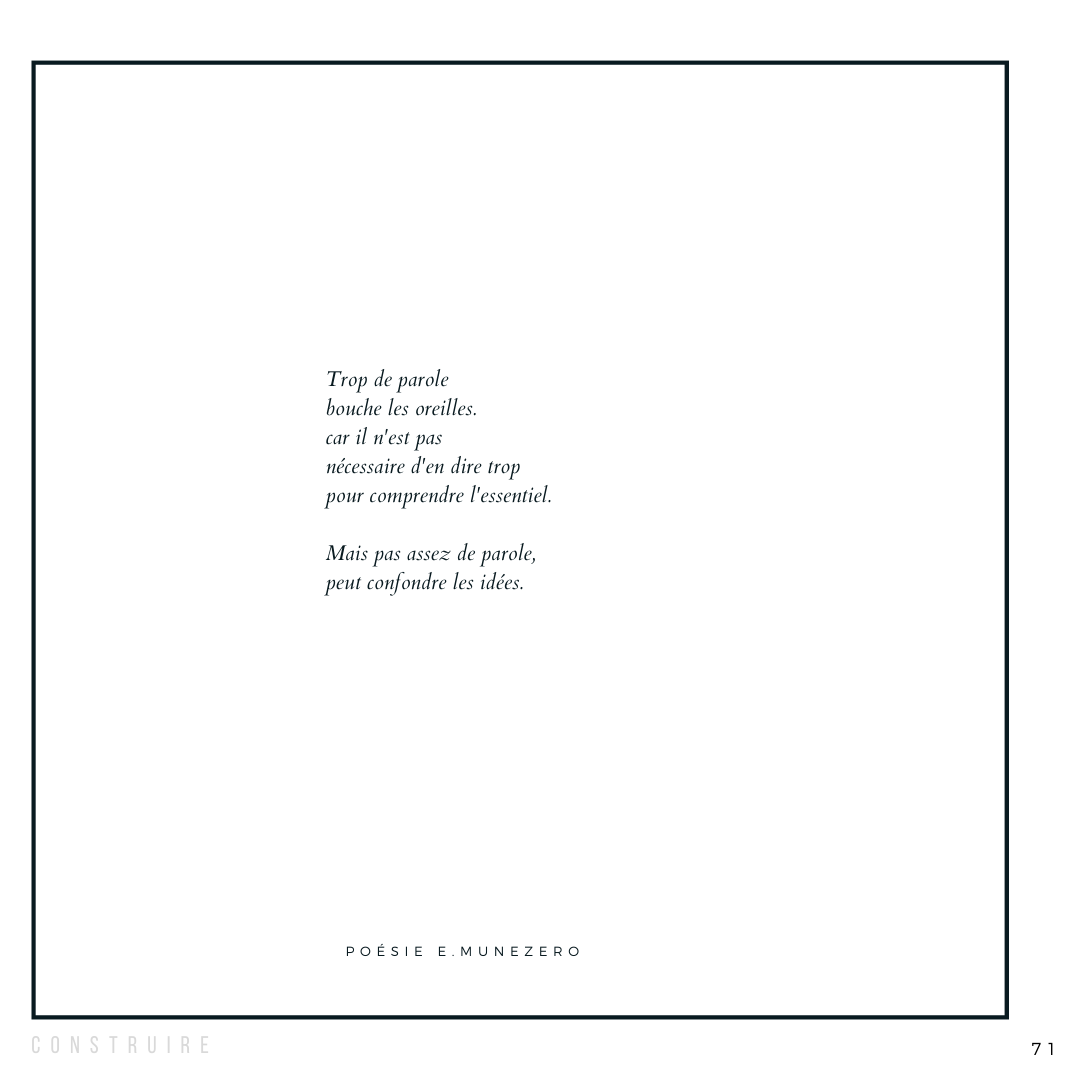 Trop de parole
bouche les oreilles.
car il n'est pas
nécessaire d'en dire trop
pour comprendre l'essentiel.
Mais pas assez de parole,
peut confondre les idées.
POÉSIE E.MUNEZERO
CONSTRUIRE
71